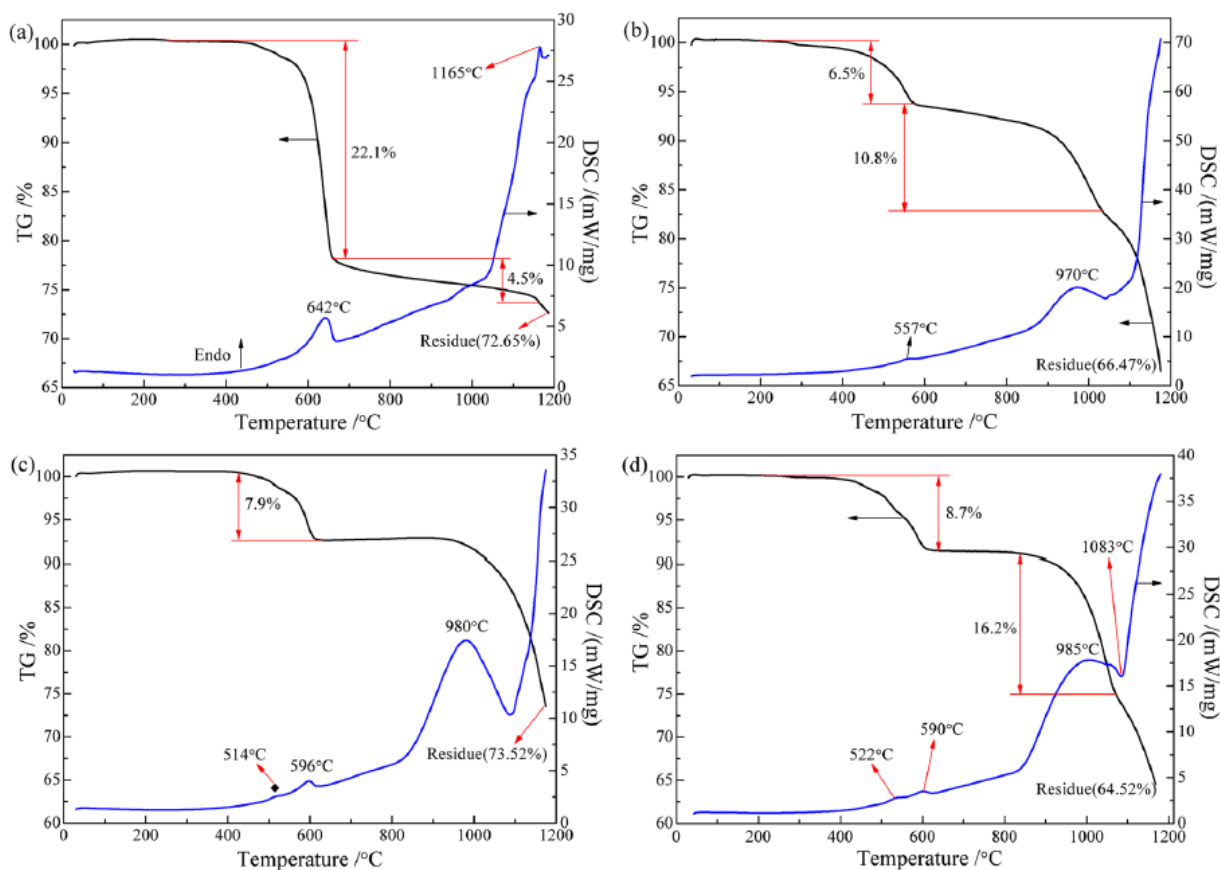 (a)
100
95
90
85
80
75
70
65
TG /%
30
25
20
15
10
5
0
DSC /(mW/mg)
1165°C
22.1%
4.5%
642°C
Endo
Residue(72.65%)
0 200 400 600 800 1000 1200
Temperature /°C
(b)
100
95
90
85
80
75
70
65
TG /%
70
60
50
40
30
20
10
0
DSC /(mW/mg)
6.5%
10.8%
970°C
557°C
Residue(66.47%)
0 200 400 600 800 1000 1200
Temperature /°C
(c)
100
95
90
85
80
75
70
65
60
TG /%
35
30
25
20
15
10
5
0
DSC /(mW/mg)
7.9%
980°C
514°C
596°C
Residue(73.52%)
0 200 400 600 800 1000 1200
Temperature /°C
(d)
100
95
90
85
80
75
70
65
60
TG /%
40
30
20
10
0
DSC /(mW/mg)
8.7%
1083°C
16.2%
985°C
590°C
522°C
Residue(64.52%)
0 200 400 600 800 1000 1200
Temperature /°C